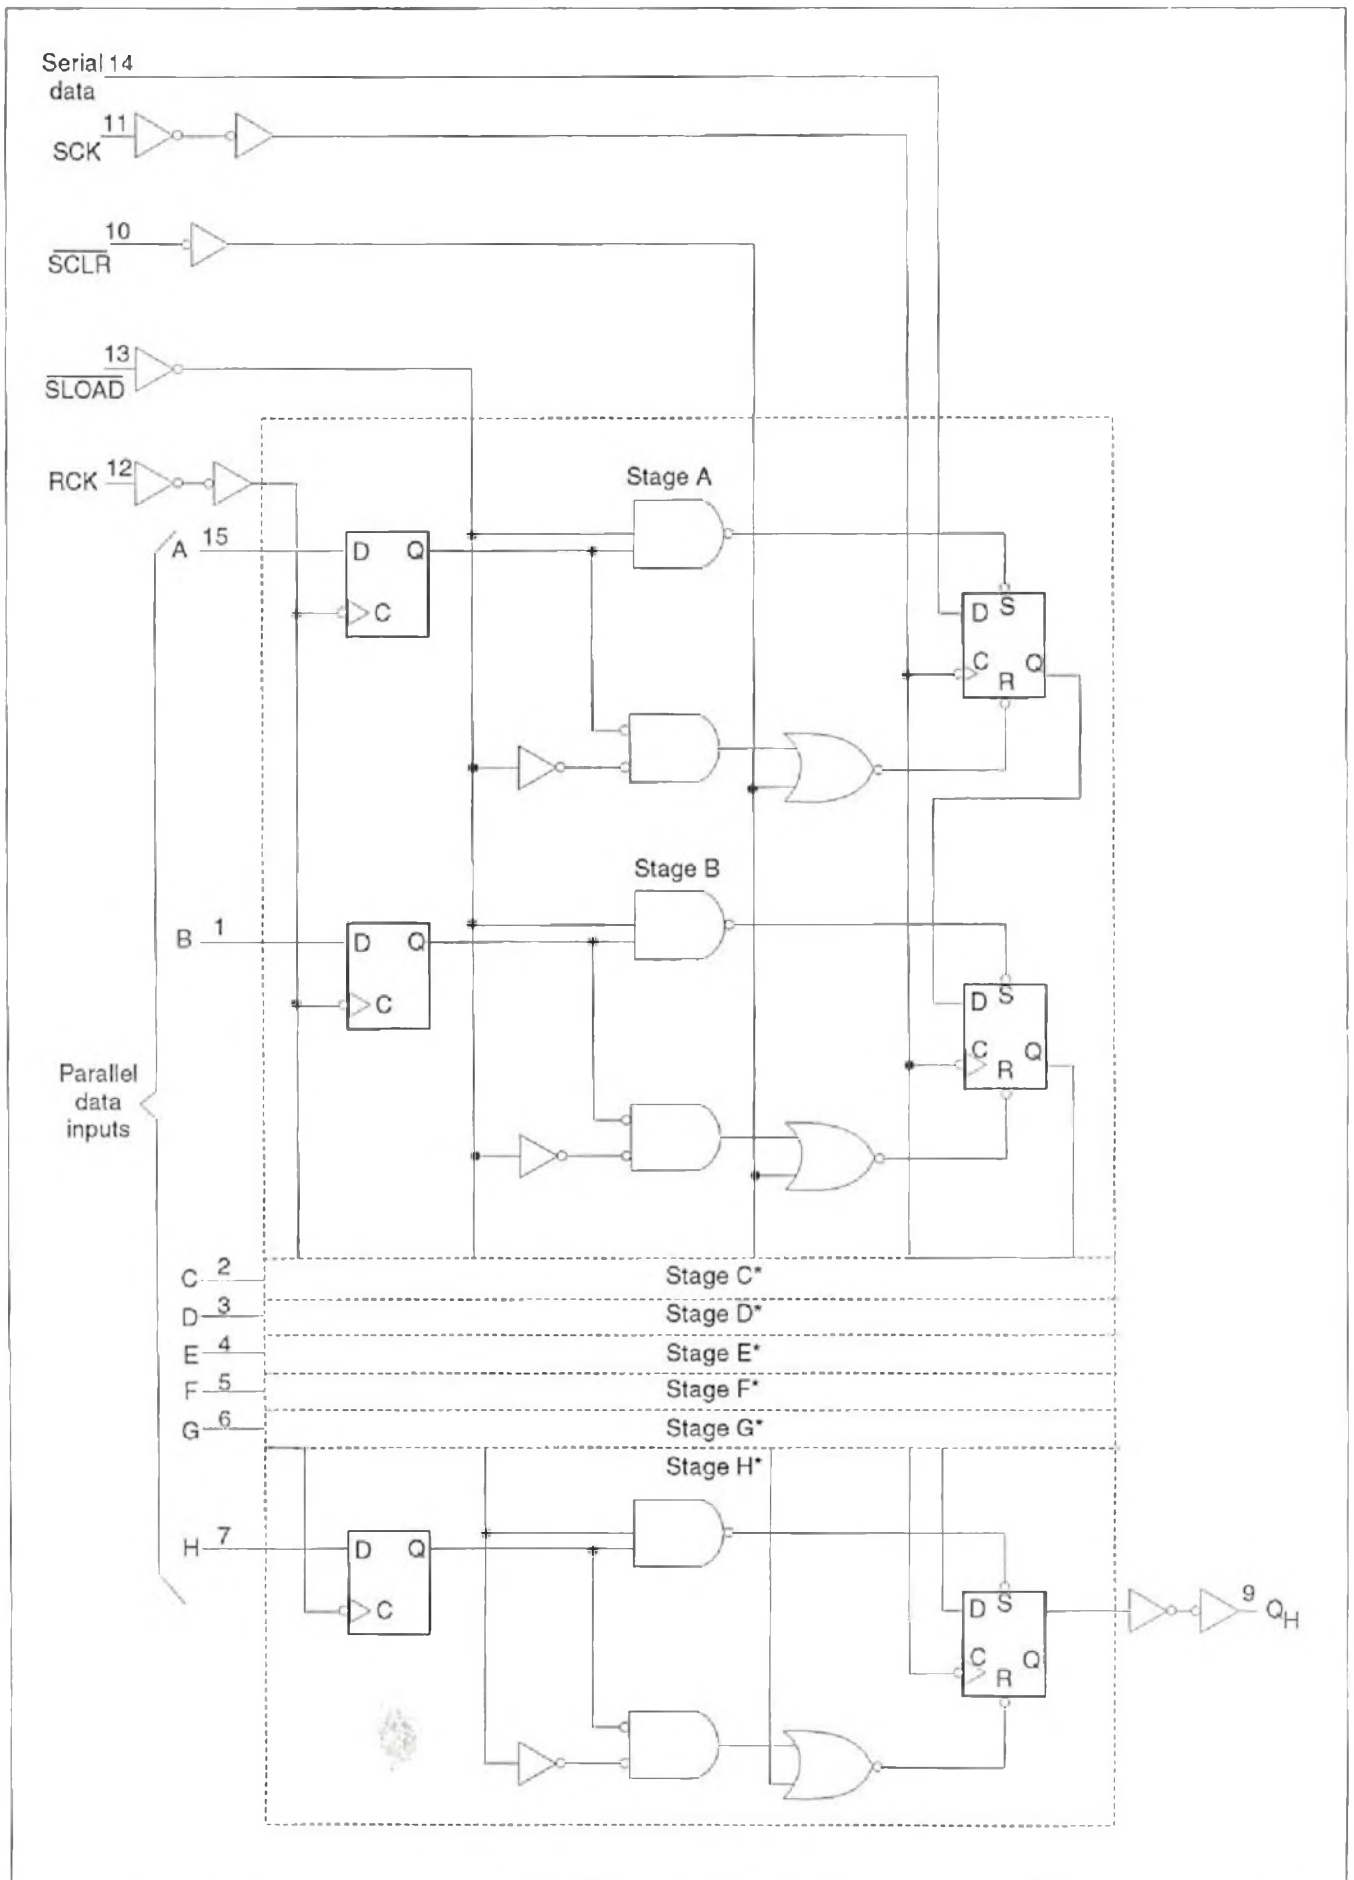 Serial 14
data
11
SCK
10
SCLR
13
SLOAD
RCK 12
Stage A
A 15
D Q
C
D S
C Q
R
Stage B
B 1
D Q
C
D S
C Q
R
Parallel
data
inputs
C 2
Stage C*
D 3
Stage D*
E 4
Stage E*
F 5
Stage F*
G 6
Stage G*
Stage H*
H 7
D Q
C
D S
C Q
R
9 QH